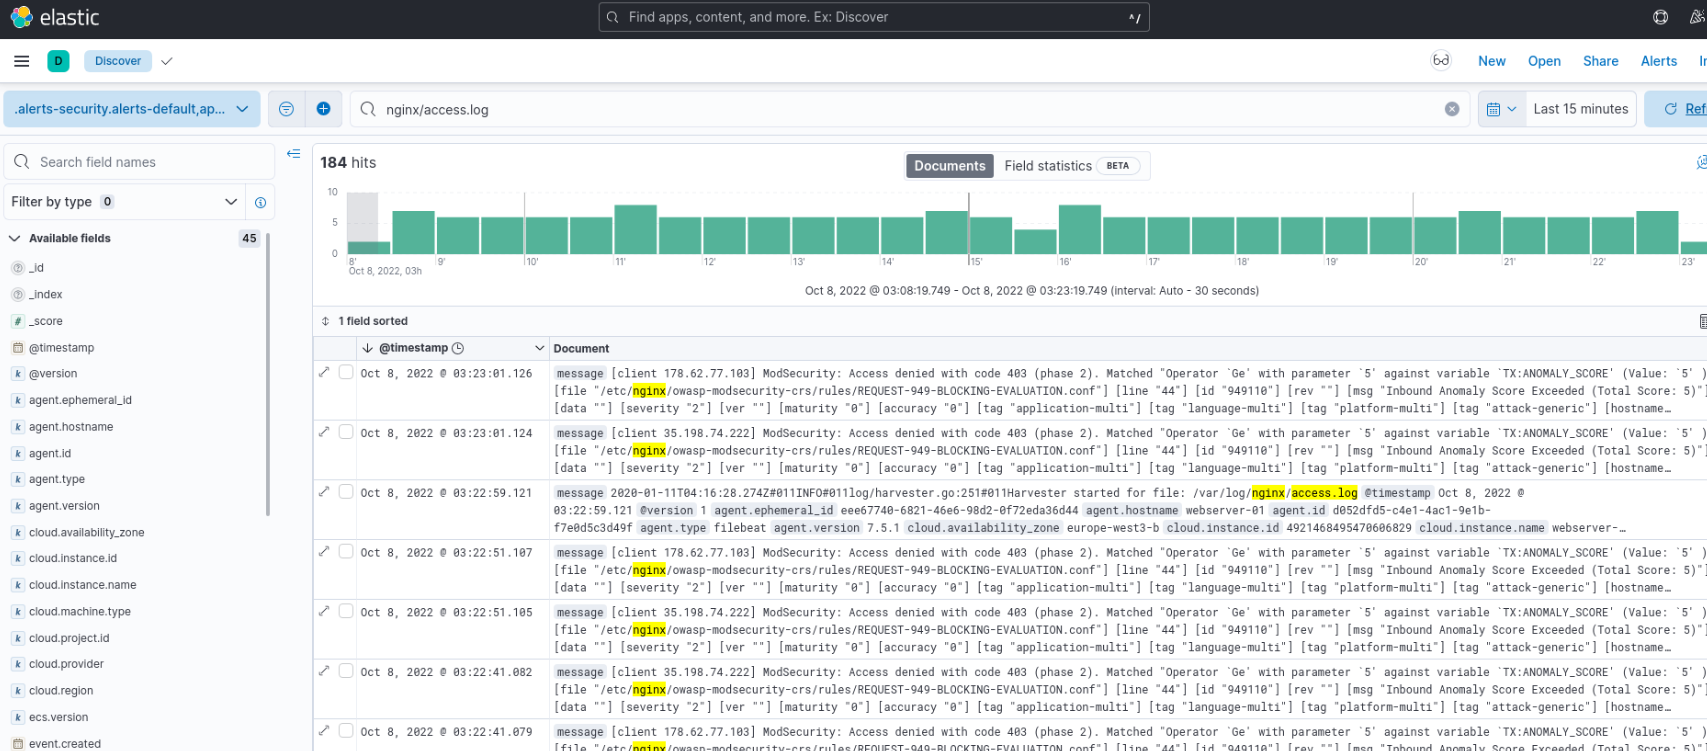 elastic
Find apps, content, and more. Ex: Discover
^/
D
Discover
New
Open
Share
Alerts
.alerts-security.alerts-default,ap...
nginx/access.log
Last 15 minutes
Search field names
Filter by type 0
Available fields 45
_id
_index
_score
@timestamp
@version
agent.ephemeral_id
agent.hostname
agent.id
agent.type
agent.version
cloud.availability_zone
cloud.instance.id
cloud.instance.name
cloud.machine.type
cloud.project.id
cloud.provider
cloud.region
ecs.version
event.created
184 hits
Documents
Field statistics BETA
10
5
0
8' 9' 10' 11' 12' 13' 14' 15' 16' 17' 18' 19' 20' 21' 22' 23'
Oct 8, 2022, 03h
Oct 8, 2022 @ 03:08:19.749 - Oct 8, 2022 @ 03:23:19.749 (interval: Auto - 30 seconds)
1 field sorted
@timestamp
Document
Oct 8, 2022 @ 03:23:01.126
message [client 178.62.77.103] ModSecurity: Access denied with code 403 (phase 2). Matched "Operator `Ge' with parameter `5' against variable `TX:ANOMALY_SCORE' (Value: `5' )
[file "/etc/nginx/owasp-modsecurity-crs/rules/REQUEST-949-BLOCKING-EVALUATION.conf"] [line "44"] [id "949110"] [rev ""] [msg "Inbound Anomaly Score Exceeded (Total Score: 5)"]
[data ""] [severity "2"] [ver ""] [maturity "0"] [accuracy "0"] [tag "application-multi"] [tag "language-multi"] [tag "platform-multi"] [tag "attack-generic"] [hostname…
Oct 8, 2022 @ 03:23:01.124
message [client 35.198.74.222] ModSecurity: Access denied with code 403 (phase 2). Matched "Operator `Ge' with parameter `5' against variable `TX:ANOMALY_SCORE' (Value: `5' )
[file "/etc/nginx/owasp-modsecurity-crs/rules/REQUEST-949-BLOCKING-EVALUATION.conf"] [line "44"] [id "949110"] [rev ""] [msg "Inbound Anomaly Score Exceeded (Total Score: 5)"]
[data ""] [severity "2"] [ver ""] [maturity "0"] [accuracy "0"] [tag "application-multi"] [tag "language-multi"] [tag "platform-multi"] [tag "attack-generic"] [hostname…
Oct 8, 2022 @ 03:22:59.121
message 2020-01-11T04:16:28.274Z#011INFO#011log/harvester.go:251#011Harvester started for file: /var/log/nginx/access.log @timestamp Oct 8, 2022 @
03:22:59.121 @version 1 agent.ephemeral_id eee67740-6821-46e6-98d2-0f72eda36d44 agent.hostname webserver-01 agent.id d052dfd5-c4e1-4ac1-9e1b-
f7e0d5c3d49f agent.type filebeat agent.version 7.5.1 cloud.availability_zone europe-west3-b cloud.instance.id 4921468495470606829 cloud.instance.name webserver-…
Oct 8, 2022 @ 03:22:51.107
message [client 178.62.77.103] ModSecurity: Access denied with code 403 (phase 2). Matched "Operator `Ge' with parameter `5' against variable `TX:ANOMALY_SCORE' (Value: `5' )
[file "/etc/nginx/owasp-modsecurity-crs/rules/REQUEST-949-BLOCKING-EVALUATION.conf"] [line "44"] [id "949110"] [rev ""] [msg "Inbound Anomaly Score Exceeded (Total Score: 5)"]
[data ""] [severity "2"] [ver ""] [maturity "0"] [accuracy "0"] [tag "application-multi"] [tag "language-multi"] [tag "platform-multi"] [tag "attack-generic"] [hostname…
Oct 8, 2022 @ 03:22:51.105
message [client 35.198.74.222] ModSecurity: Access denied with code 403 (phase 2). Matched "Operator `Ge' with parameter `5' against variable `TX:ANOMALY_SCORE' (Value: `5' )
[file "/etc/nginx/owasp-modsecurity-crs/rules/REQUEST-949-BLOCKING-EVALUATION.conf"] [line "44"] [id "949110"] [rev ""] [msg "Inbound Anomaly Score Exceeded (Total Score: 5)"]
[data ""] [severity "2"] [ver ""] [maturity "0"] [accuracy "0"] [tag "application-multi"] [tag "language-multi"] [tag "platform-multi"] [tag "attack-generic"] [hostname…
Oct 8, 2022 @ 03:22:41.082
message [client 35.198.74.222] ModSecurity: Access denied with code 403 (phase 2). Matched "Operator `Ge' with parameter `5' against variable `TX:ANOMALY_SCORE' (Value: `5' )
[file "/etc/nginx/owasp-modsecurity-crs/rules/REQUEST-949-BLOCKING-EVALUATION.conf"] [line "44"] [id "949110"] [rev ""] [msg "Inbound Anomaly Score Exceeded (Total Score: 5)"]
[data ""] [severity "2"] [ver ""] [maturity "0"] [accuracy "0"] [tag "application-multi"] [tag "language-multi"] [tag "platform-multi"] [tag "attack-generic"] [hostname…
Oct 8, 2022 @ 03:22:41.079
message [client 178.62.77.103] ModSecurity: Access denied with code 403 (phase 2). Matched "Operator `Ge' with parameter `5' against variable `TX:ANOMALY_SCORE' (Value: `5' )
[file "/etc/nginx/owasp-modsecurity-crs/rules/REQUEST-949-BLOCKING-EVALUATION.conf"] [line "44"] [id "949110"] [rev ""] [msg "Inbound Anomaly Score Exceeded (Total Score: 5)"]